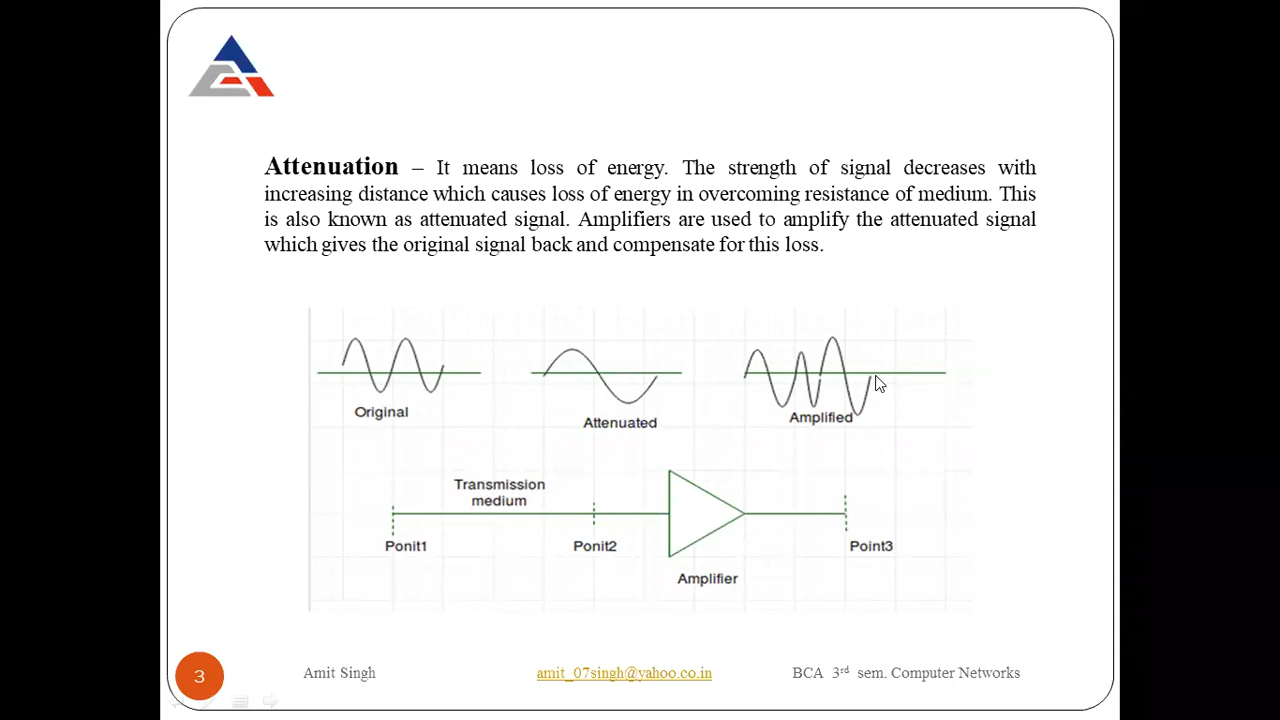 Attenuation – It means loss of energy. The strength of signal decreases with
increasing distance which causes loss of energy in overcoming resistance of medium. This
is also known as attenuated signal. Amplifiers are used to amplify the attenuated signal
which gives the original signal back and compensate for this loss.
Original
Attenuated
Amplified
Transmission
medium
Ponit1
Ponit2
Point3
Amplifier
3
Amit Singh
amit_07singh@yahoo.co.in
BCA 3rd sem. Computer Networks